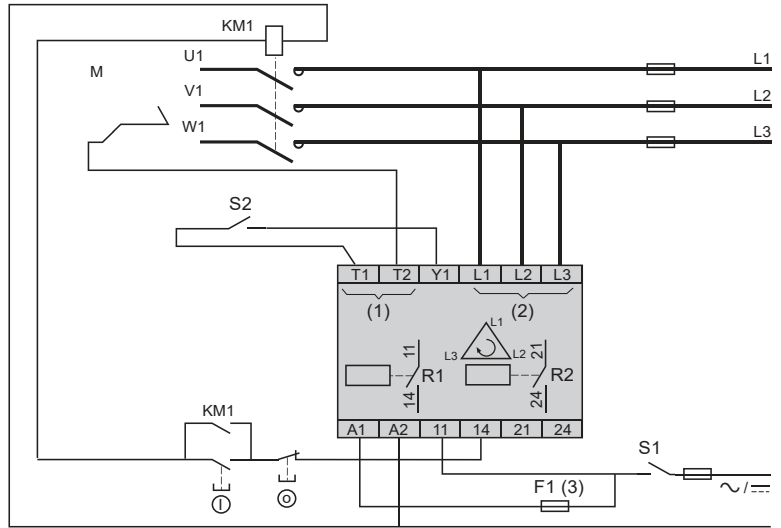 KM1
U1
L1
M
V1
L2
W1
L3
S2
T1 T2 Y1 L1 L2 L3
(1) (2)
L1
L3 L2
11 21
R1 R2
14 24
KM1
A1 A2 11 14 21 24
S1
F1 (3)
I O
~ / ⎓